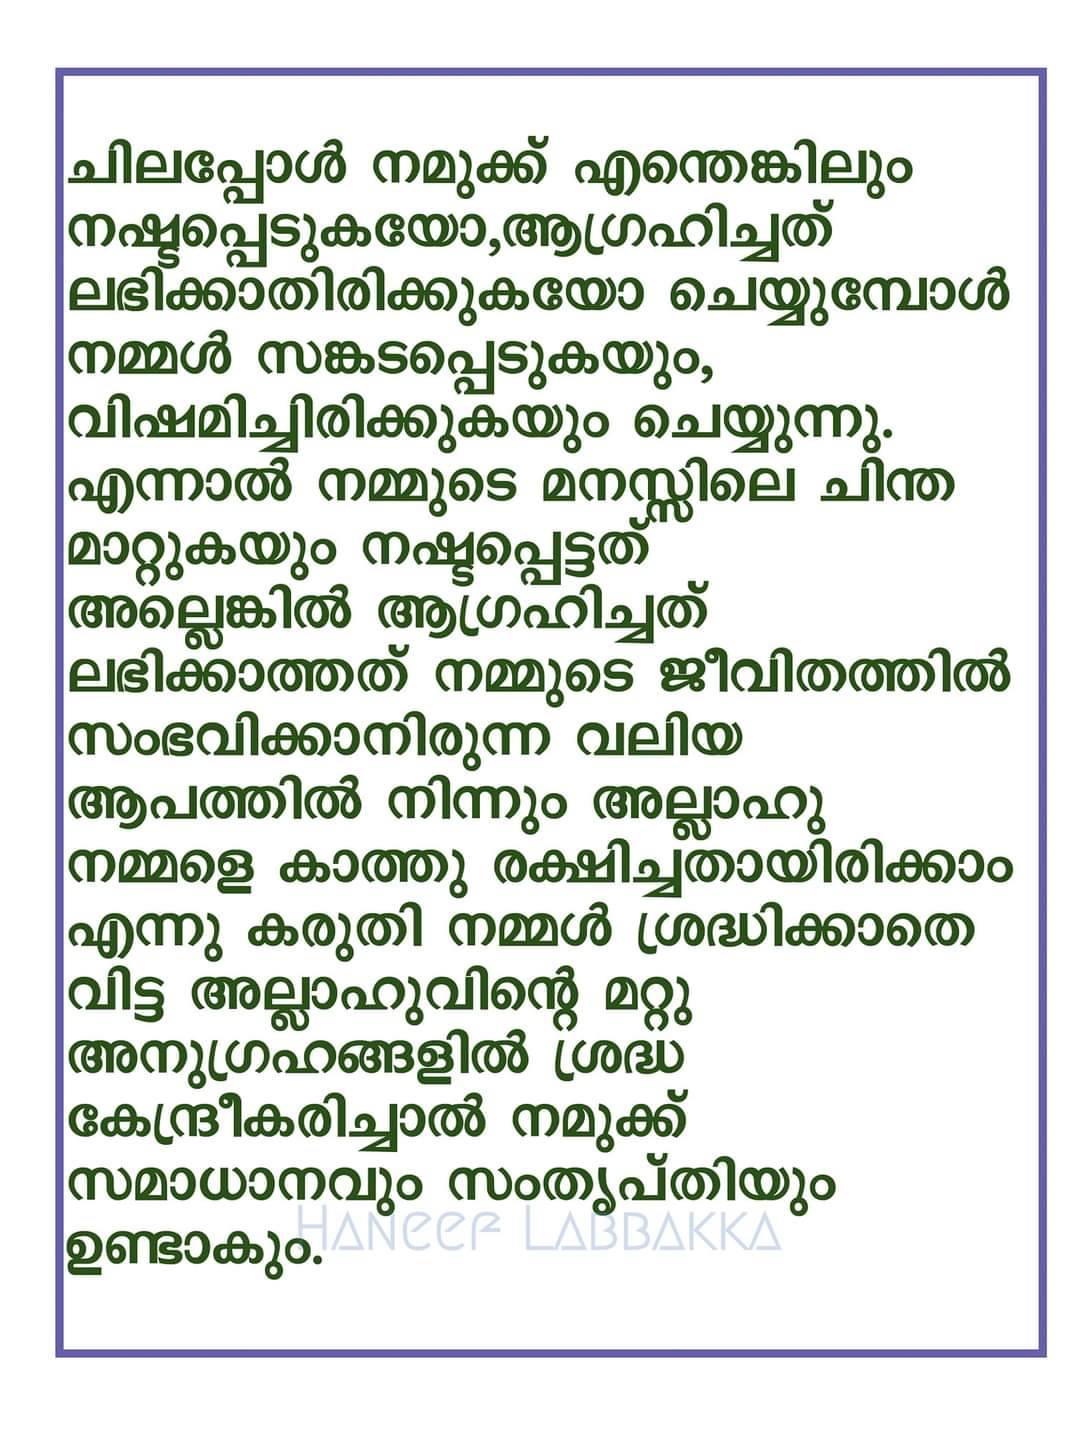 ചിലപ്പോൾ നമുക്ക് എന്തെങ്കിലും
നഷ്ടപ്പെടുകയോ,ആഗ്രഹിച്ചത്
ലഭിക്കാതിരിക്കുകയോ ചെയ്യുമ്പോൾ
നമ്മൾ സങ്കടപ്പെടുകയും,
വിഷമിച്ചിരിക്കുകയും ചെയ്യുന്നു.
എന്നാൽ നമ്മുടെ മനസ്സിലെ ചിന്ത
മാറ്റുകയും നഷ്ടപ്പെട്ടത്
അല്ലെങ്കിൽ ആഗ്രഹിച്ചത്
ലഭിക്കാത്തത് നമ്മുടെ ജീവിതത്തിൽ
സംഭവിക്കാനിരുന്ന വലിയ
ആപത്തിൽ നിന്നും അല്ലാഹു
നമ്മളെ കാത്തു രക്ഷിച്ചതായിരിക്കാം
എന്നു കരുതി നമ്മൾ ശ്രദ്ധിക്കാതെ
വിട്ട അല്ലാഹുവിന്റെ മറ്റു
അനുഗ്രഹങ്ങളിൽ ശ്രദ്ധ
കേന്ദ്രീകരിച്ചാൽ നമുക്ക്
സമാധാനവും സംതൃപ്തിയും
ഉണ്ടാകും.
HANEEF LABBAKKA